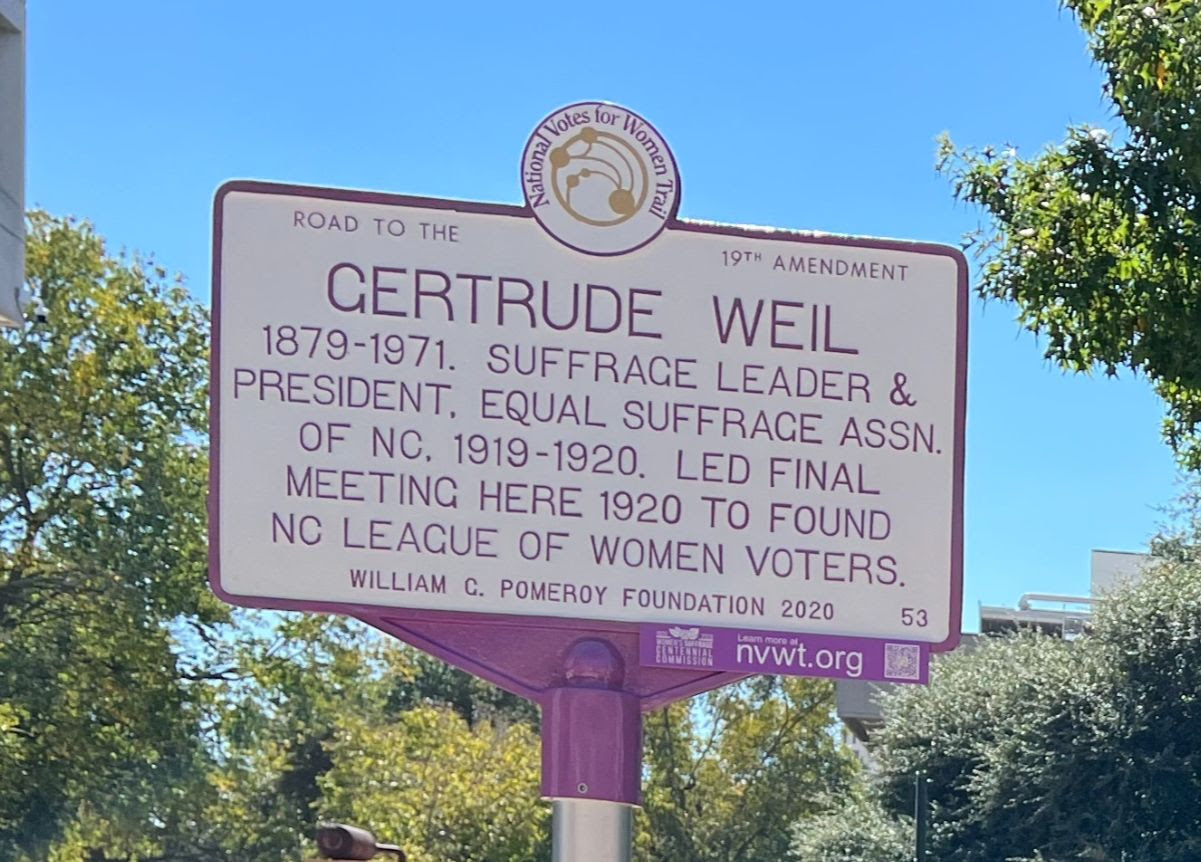 National Votes for Women Trail
ROAD TO THE
19TH AMENDMENT
GERTRUDE WEIL
1879-1971. SUFFRAGE LEADER &
PRESIDENT, EQUAL SUFFRAGE ASSN.
OF NC, 1919-1920. LED FINAL
MEETING HERE 1920 TO FOUND
NC LEAGUE OF WOMEN VOTERS.
WILLIAM G. POMEROY FOUNDATION 2020
53
WOMEN'S SUFFRAGE
CENTENNIAL
COMMISSION
Learn more at
nvwt.org